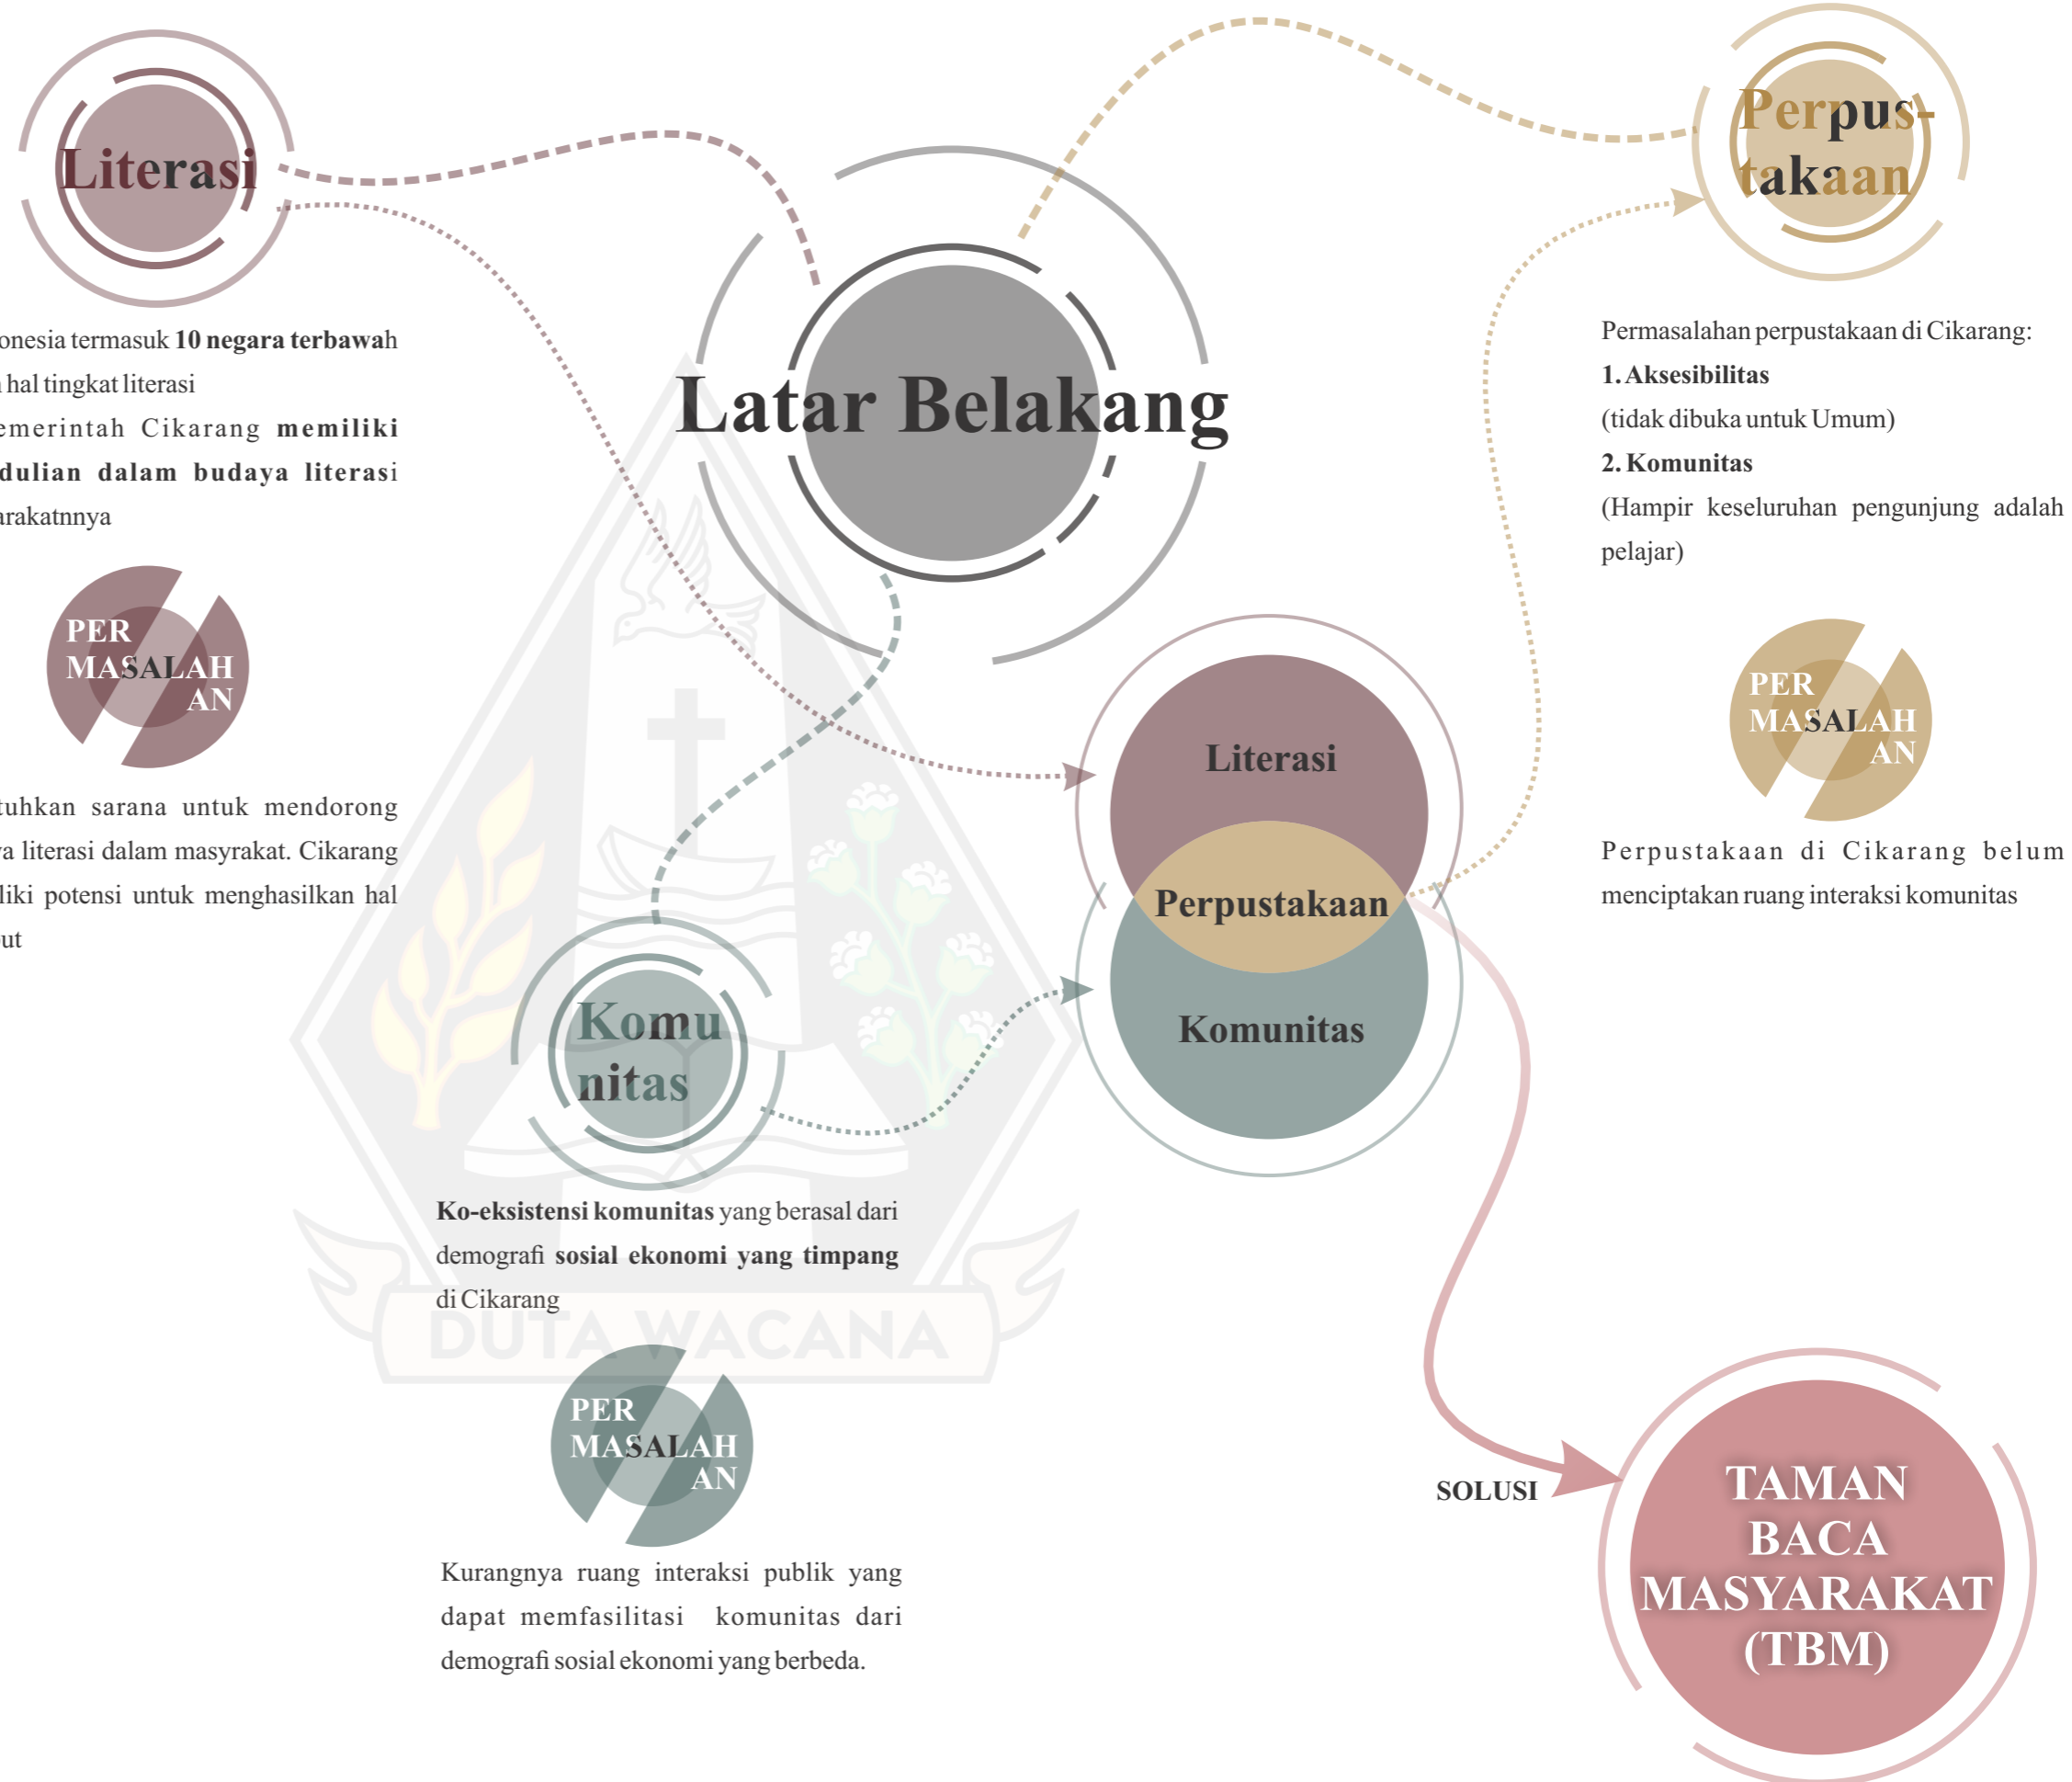 Literasi
onesia termasuk 10 negara terbawah
hal tingkat literasi
emerintah Cikarang memiliki
dulian dalam budaya literasi
arakatnnya
PER
MASALAH
AN
tuhkan sarana untuk mendorong
a literasi dalam masyrakat. Cikarang
liki potensi untuk menghasilkan hal
but
Latar Belakang
Komu
nitas
Ko-eksistensi komunitas yang berasal dari
demografi sosial ekonomi yang timpang
di Cikarang
DUTA WACANA
PER
MASALAH
AN
Kurangnya ruang interaksi publik yang
dapat memfasilitasi komunitas dari
demografi sosial ekonomi yang berbeda.
Literasi
Perpustakaan
Komunitas
Perpus-
takaan
Permasalahan perpustakaan di Cikarang:
1. Aksesibilitas
(tidak dibuka untuk Umum)
2. Komunitas
(Hampir keseluruhan pengunjung adalah
pelajar)
PER
MASALAH
AN
Perpustakaan di Cikarang belum
menciptakan ruang interaksi komunitas
SOLUSI
TAMAN
BACA
MASYARAKAT
(TBM)